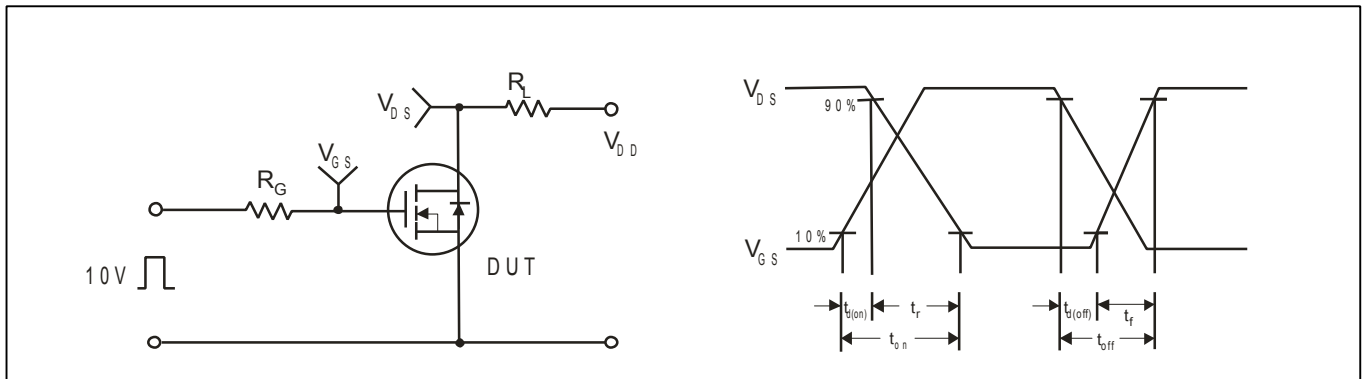 R_L
V_DS
V_DD
V_GS
R_G
10V
DUT
V_DS
90%
10%
V_GS
t_d(on)
t_r
t_on
t_d(off)
t_f
t_off